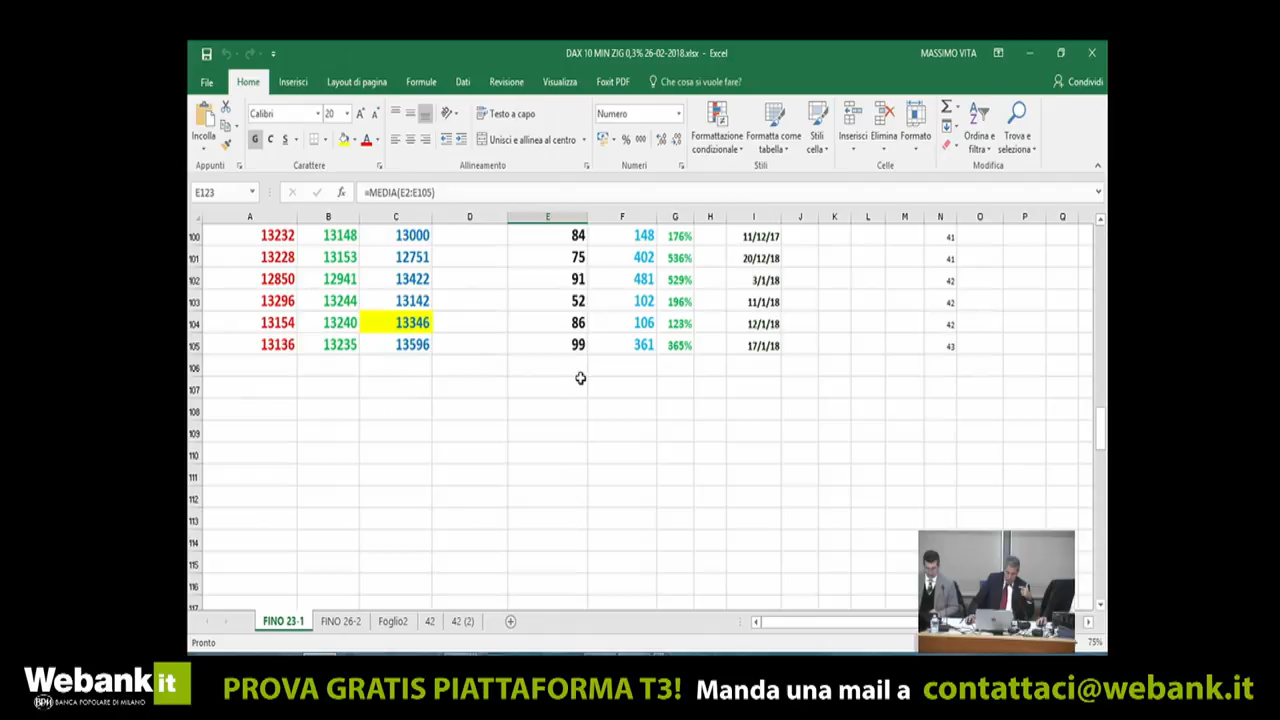 DAX 10 MIN ZIG 0,3% 26-02-2018.xlsx - Excel
MASSIMO VITA
File Home Inserisci Layout di pagina Formule Dati Revisione Visualizza Foxit PDF Che cosa si vuole fare? Condividi
Incolla
Calibri 20
G C S
Testo a capo
Unisci e allinea al centro
Numero
% 000
Formattazione condizionale
Formatta come tabella
Stili cella
Inserisci Elimina Formato
Ordina e filtra
Trova e seleziona
Appunti Carattere Allineamento Numeri Stili Celle Modifica
E123 fx =MEDIA(E2:E105)
A B C D E F G H I J K L M N O P Q
100 13232 13148 13000 84 148 176% 11/12/17 41
101 13228 13153 12751 75 402 536% 20/12/18 41
102 12850 12941 13422 91 481 529% 3/1/18 42
103 13296 13244 13142 52 102 196% 11/1/18 42
104 13154 13240 13346 86 106 123% 12/1/18 42
105 13136 13235 13596 99 361 365% 17/1/18 43
106
107
108
109
110
111
112
113
114
115
116
117
FINO 23-1 FINO 26-2 Foglio2 42 42 (2)
Pronto
75%
Webank it
BPM BANCA POPOLARE DI MILANO
PROVA GRATIS PIATTAFORMA T3! Manda una mail a contattaci@webank.it